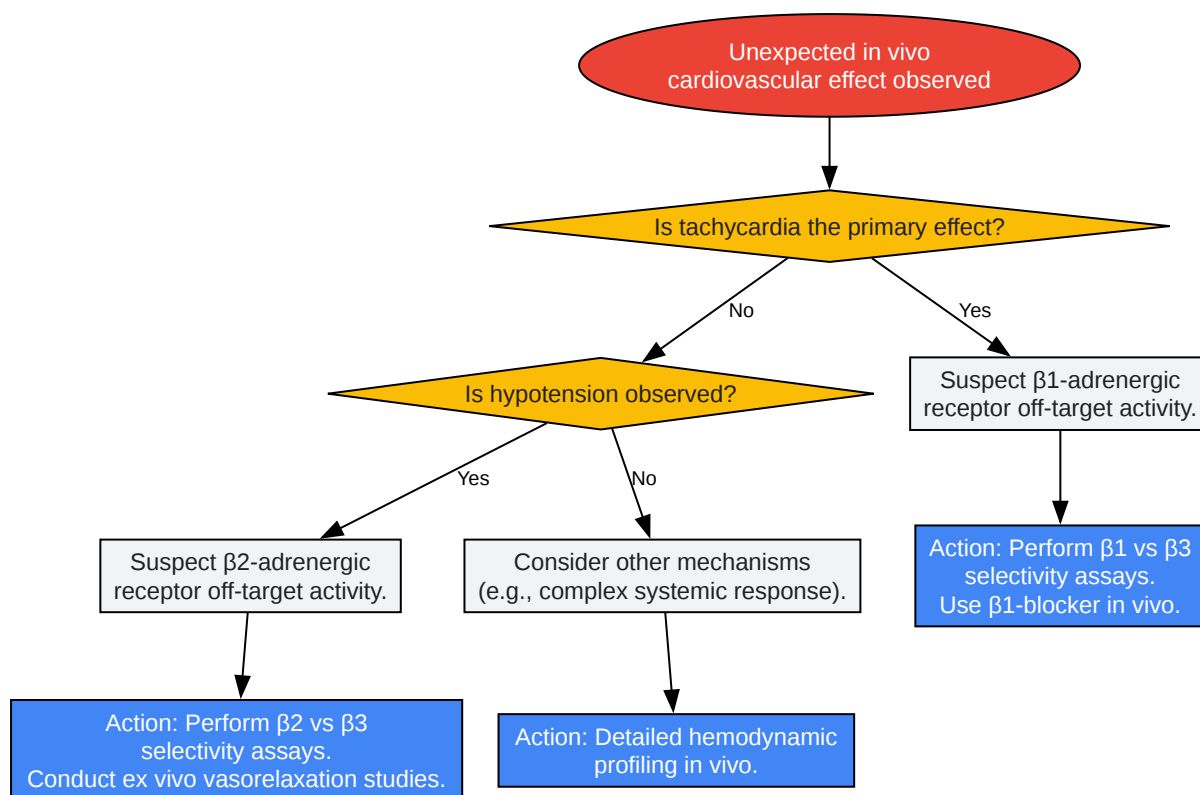 Unexpected in vivo
cardiovascular effect observed
Is tachycardia the primary effect?
No
Yes
Is hypotension observed?
Suspect β1-adrenergic
receptor off-target activity.
Yes
No
Suspect β2-adrenergic
receptor off-target activity.
Consider other mechanisms
(e.g., complex systemic response).
Action: Perform β1 vs β3
selectivity assays.
Use β1-blocker in vivo.
Action: Perform β2 vs β3
selectivity assays.
Conduct ex vivo vasorelaxation studies.
Action: Detailed hemodynamic
profiling in vivo.